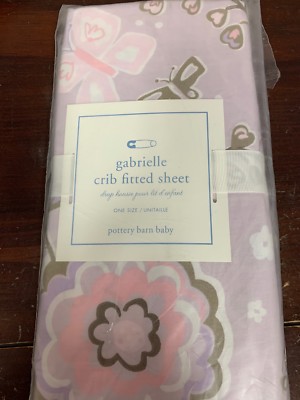 gabrielle
crib fitted sheet
drap housse pour lit d'enfant
ONE SIZE / UNITAILLE
pottery barn baby